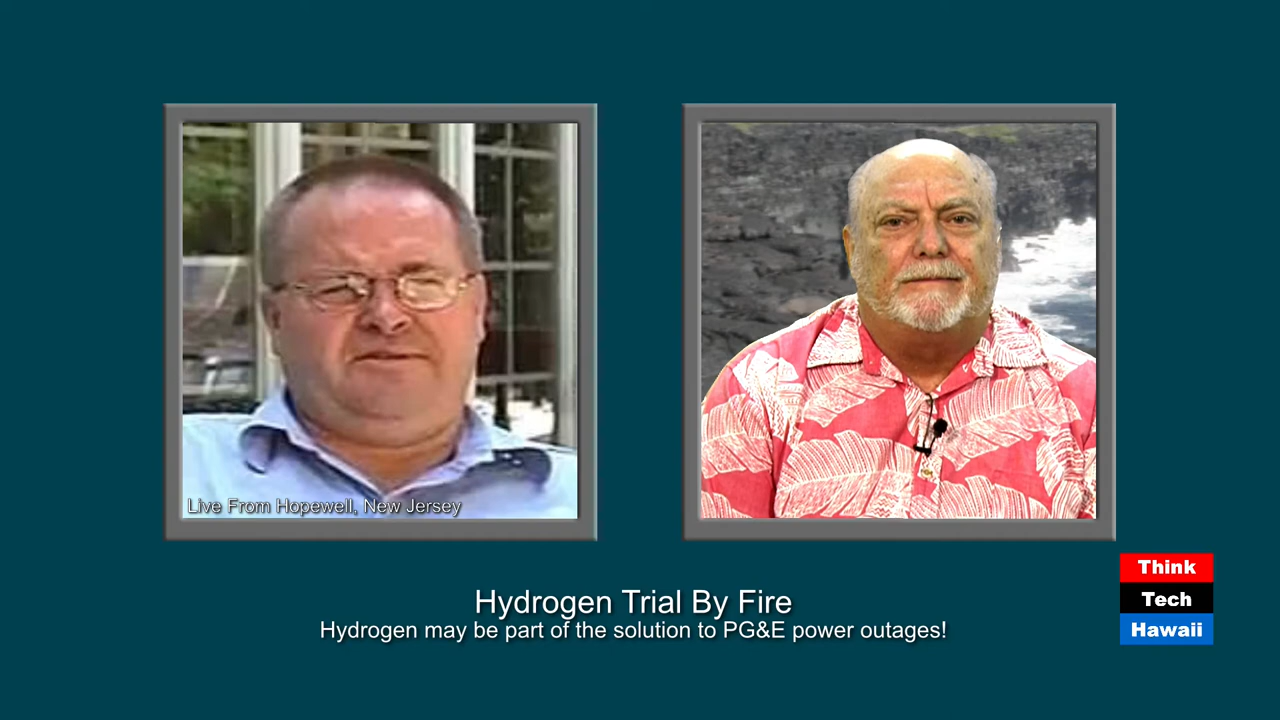 Live From Hopewell, New Jersey
Hydrogen Trial By Fire
Hydrogen may be part of the solution to PG&E power outages!
Think
Tech
Hawaii